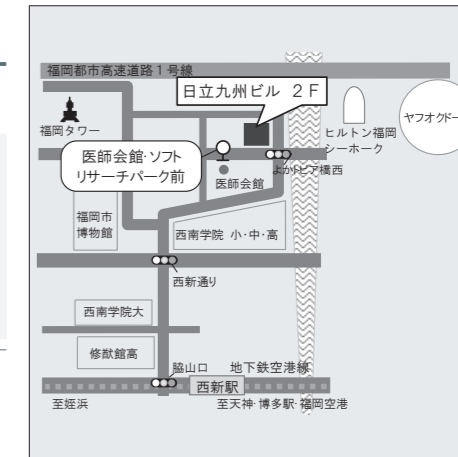 福岡都市高速道路1号線
日立九州ビル 2F
福岡タワー
ヒルトン福岡
シーホーク
ヤフオクドー
医師会館・ソフト
リサーチパーク前
よかトピア橋西
医師会館
福岡市
博物館
西南学院 小・中・高
西新通り
西南学院大
修猷館高
脇山口
地下鉄空港線
西新駅
至姪浜
至天神・博多駅・福岡空港